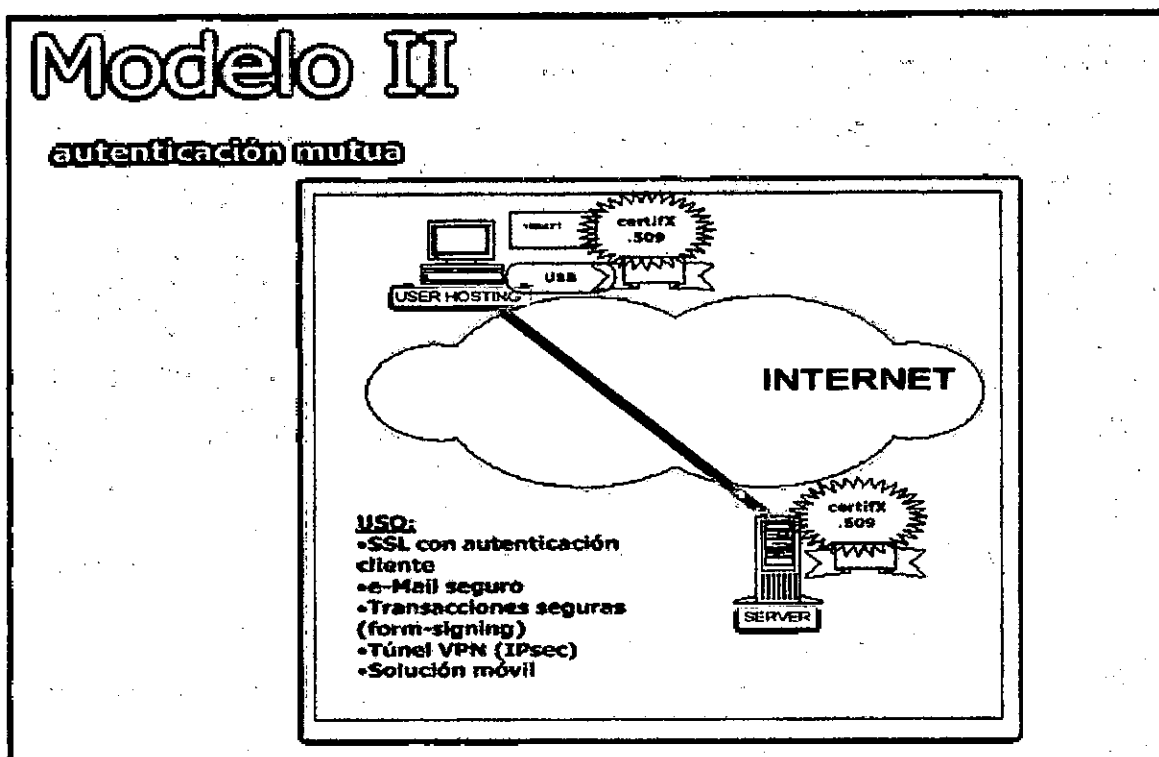 Modelo II
autenticación mutua
smart
certifX
.509
USB
USER HOSTING
INTERNET
certifX
.509
SERVER
USO:
•SSL con autenticación
cliente
•e-Mail seguro
•Transacciones seguras
(form-signing)
•Túnel VPN (IPsec)
•Solución móvil